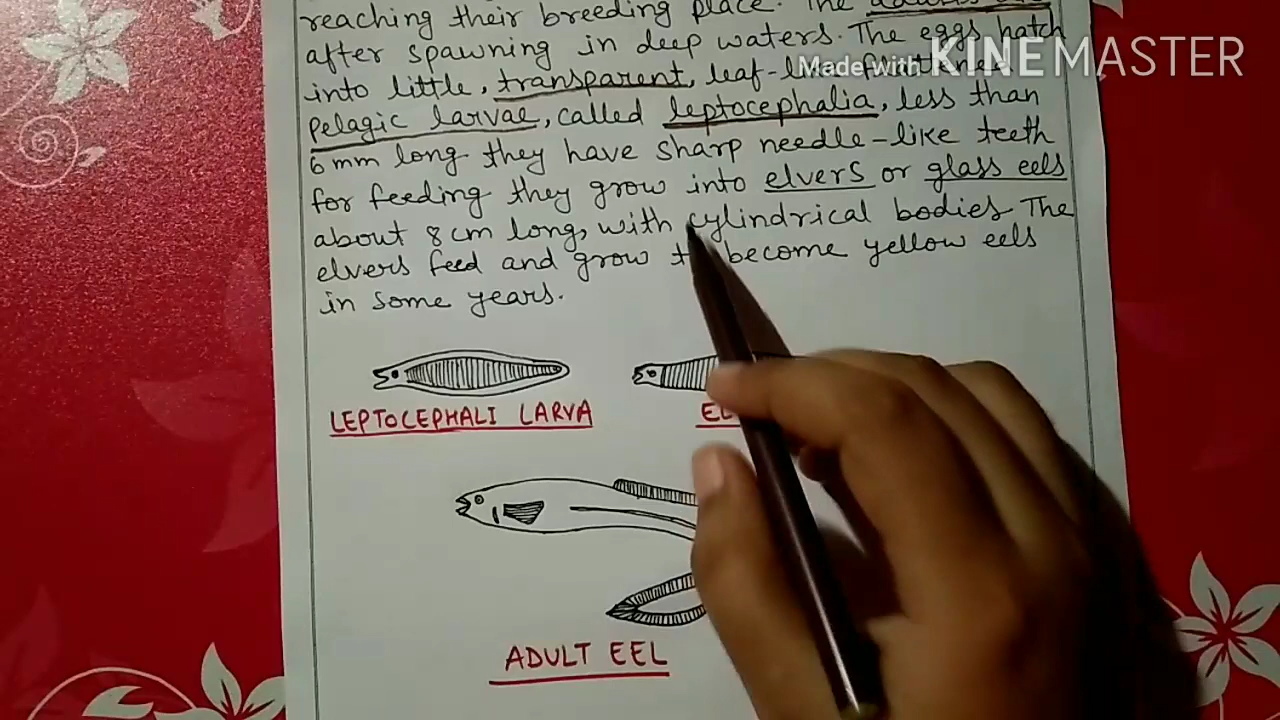 reaching their breeding place. The
after spawning in deep waters. The eggs hatch
Made with KINEMASTER
into little, transparent, leaf-like
pelagic larvae, called leptocephalia, less than
6 mm long they have sharp needle-like teeth
for feeding they grow into elvers or glass eels
about 8 cm long, with cylindrical bodies The
elvers feed and grow become yellow eels
in some years.
LEPTOCEPHALI LARVA
ADULT EEL